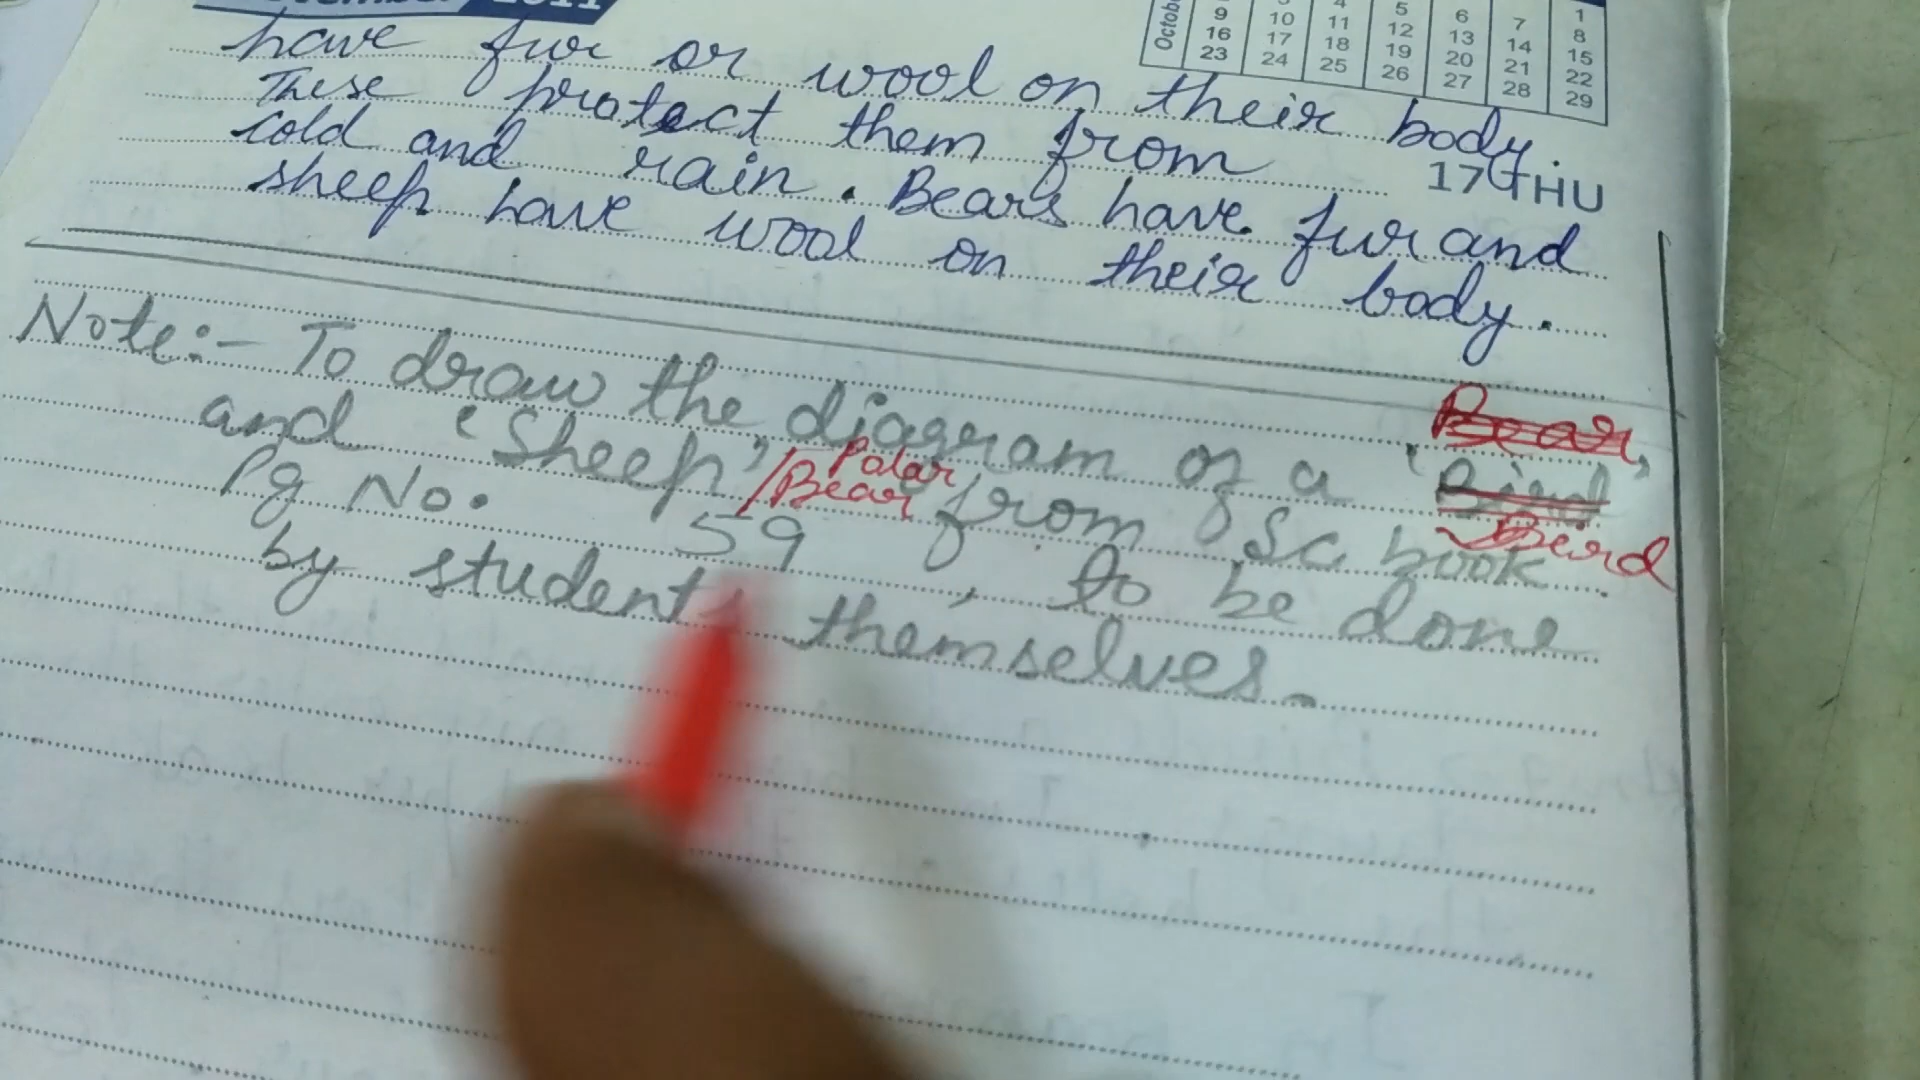 2011
October
9 10 11 12 13 14 15
16 17 18 19 20 21 22
23 24 25 26 27 28 29
1 8
5 6 7
17 THU
have fur or wool on their body.
These protect them from
cold and rain. Bears have fur and
sheep have wool on their body.
Note:- To draw the diagram of a 'Bird'
Bear
Bird
and 'Sheep' / Polar Bear from Sc. book
Pg No. 59, to be done
by students themselves.